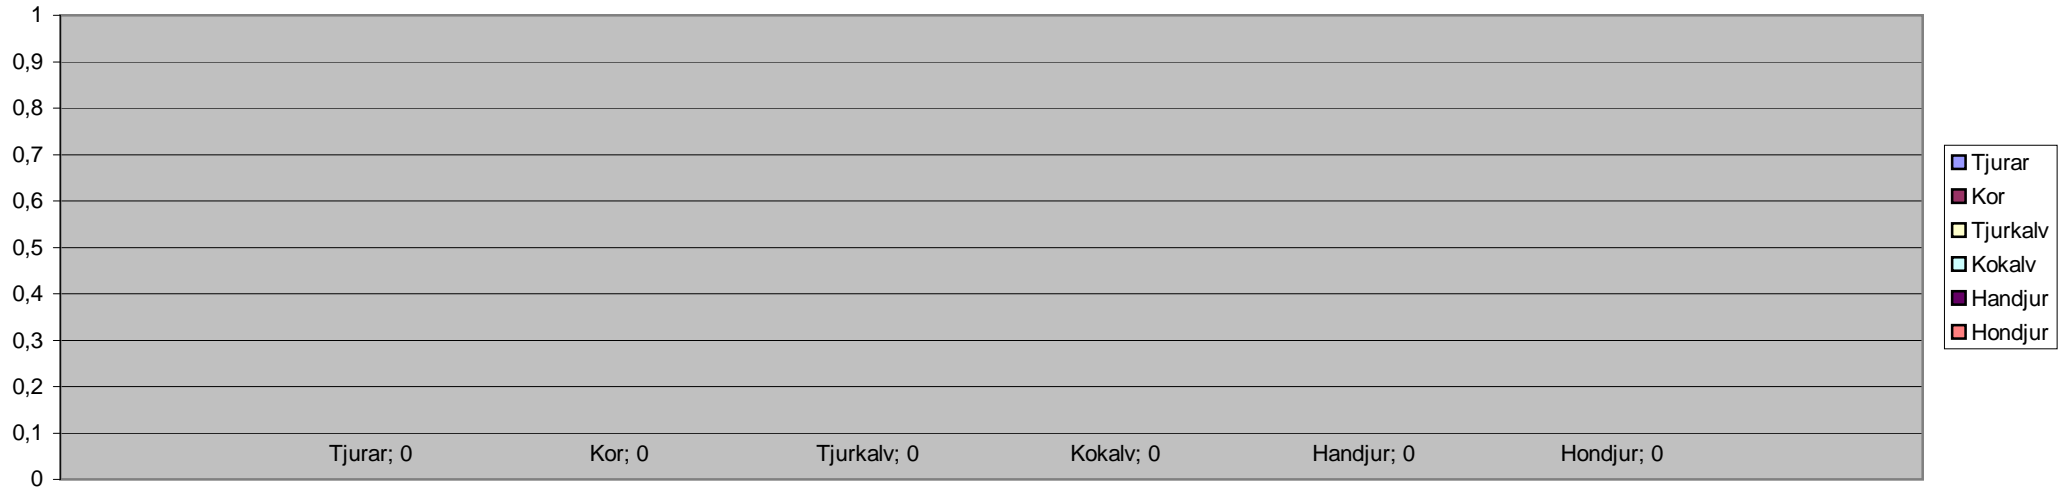 1
0,9
0,8
0,7
0,6
0,5
0,4
0,3
0,2
0,1
0
Tjurar; 0
Kor; 0
Tjurkalv; 0
Kokalv; 0
Handjur; 0
Hondjur; 0
Tjurar
Kor
Tjurkalv
Kokalv
Handjur
Hondjur